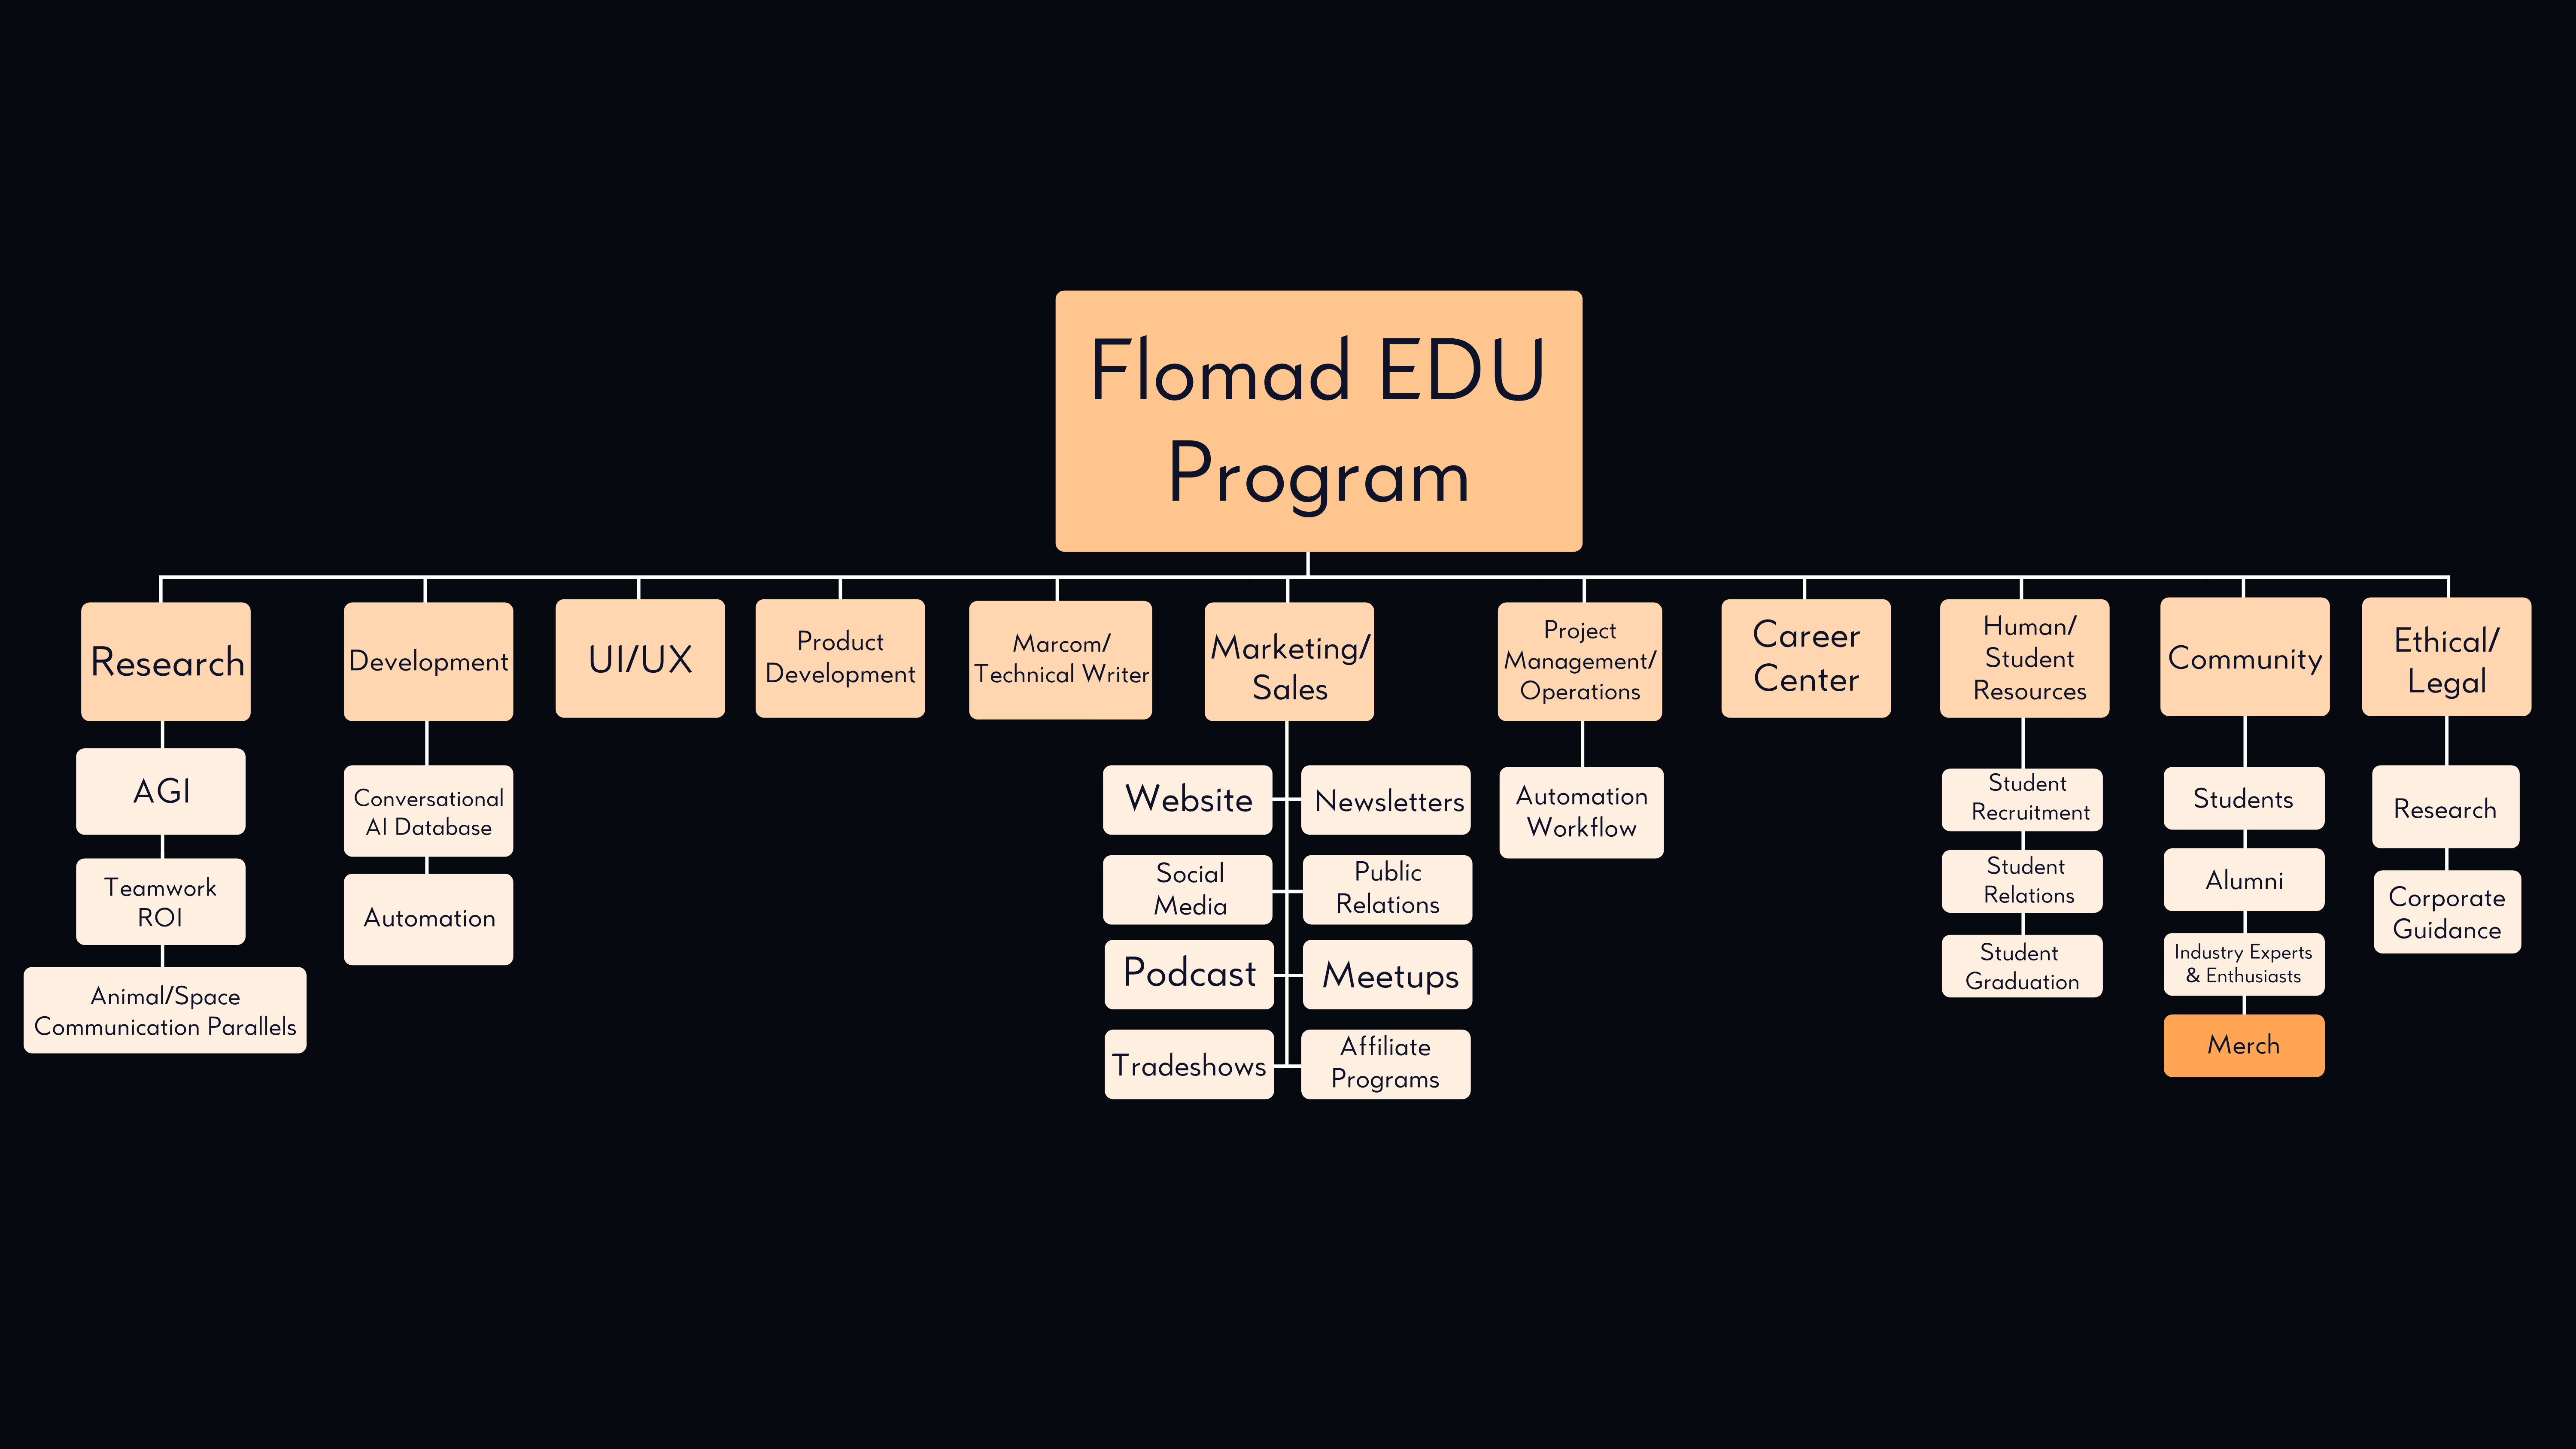 Flomad EDU
Program
Research
Development
UI/UX
Product
Development
Marcom/
Technical Writer
Marketing/
Sales
Project
Management/
Operations
Career
Center
Human/
Student
Resources
Community
Ethical/
Legal
AGI
Teamwork
ROI
Animal/Space
Communication Parallels
Conversational
AI Database
Automation
Website
Newsletters
Social
Media
Public
Relations
Podcast
Meetups
Tradeshows
Affiliate
Programs
Automation
Workflow
Student
Recruitment
Student
Relations
Student
Graduation
Students
Alumni
Industry Experts
& Enthusiasts
Merch
Research
Corporate
Guidance